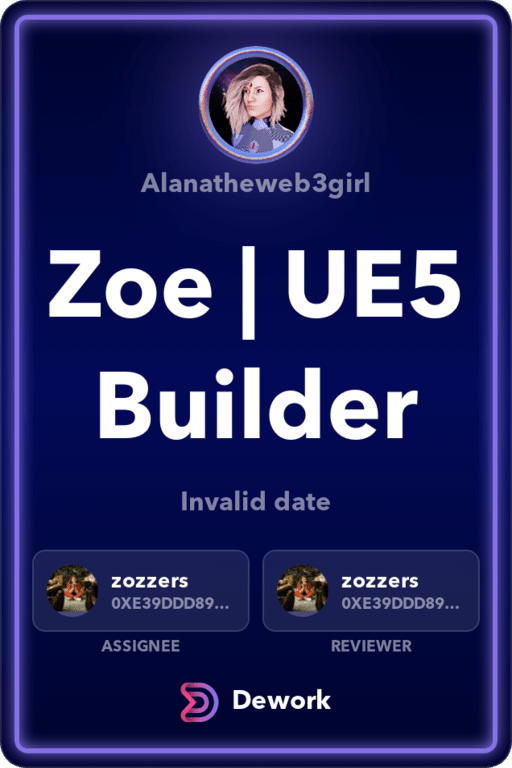 Alanatheweb3girl
Zoe | UE5
Builder
Invalid date
zozzers
0XE39DDD89...
ASSIGNEE
zozzers
0XE39DDD89...
REVIEWER
Dework